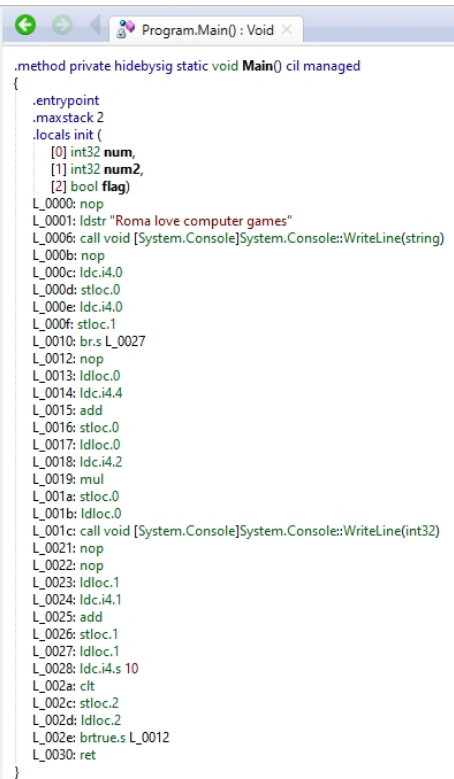 Program.Main() : Void
.method private hidebysig static void Main() cil managed
{
.entrypoint
.maxstack 2
.locals init (
[0] int32 num,
[1] int32 num2,
[2] bool flag)
L_0000: nop
L_0001: ldstr "Roma love computer games"
L_0006: call void [System.Console]System.Console::WriteLine(string)
L_000b: nop
L_000c: ldc.i4.0
L_000d: stloc.0
L_000e: ldc.i4.0
L_000f: stloc.1
L_0010: br.s L_0027
L_0012: nop
L_0013: ldloc.0
L_0014: ldc.i4.4
L_0015: add
L_0016: stloc.0
L_0017: ldloc.0
L_0018: ldc.i4.2
L_0019: mul
L_001a: stloc.0
L_001b: ldloc.0
L_001c: call void [System.Console]System.Console::WriteLine(int32)
L_0021: nop
L_0022: nop
L_0023: ldloc.1
L_0024: ldc.i4.1
L_0025: add
L_0026: stloc.1
L_0027: ldloc.1
L_0028: ldc.i4.s 10
L_002a: clt
L_002c: stloc.2
L_002d: ldloc.2
L_002e: brtrue.s L_0012
L_0030: ret
}